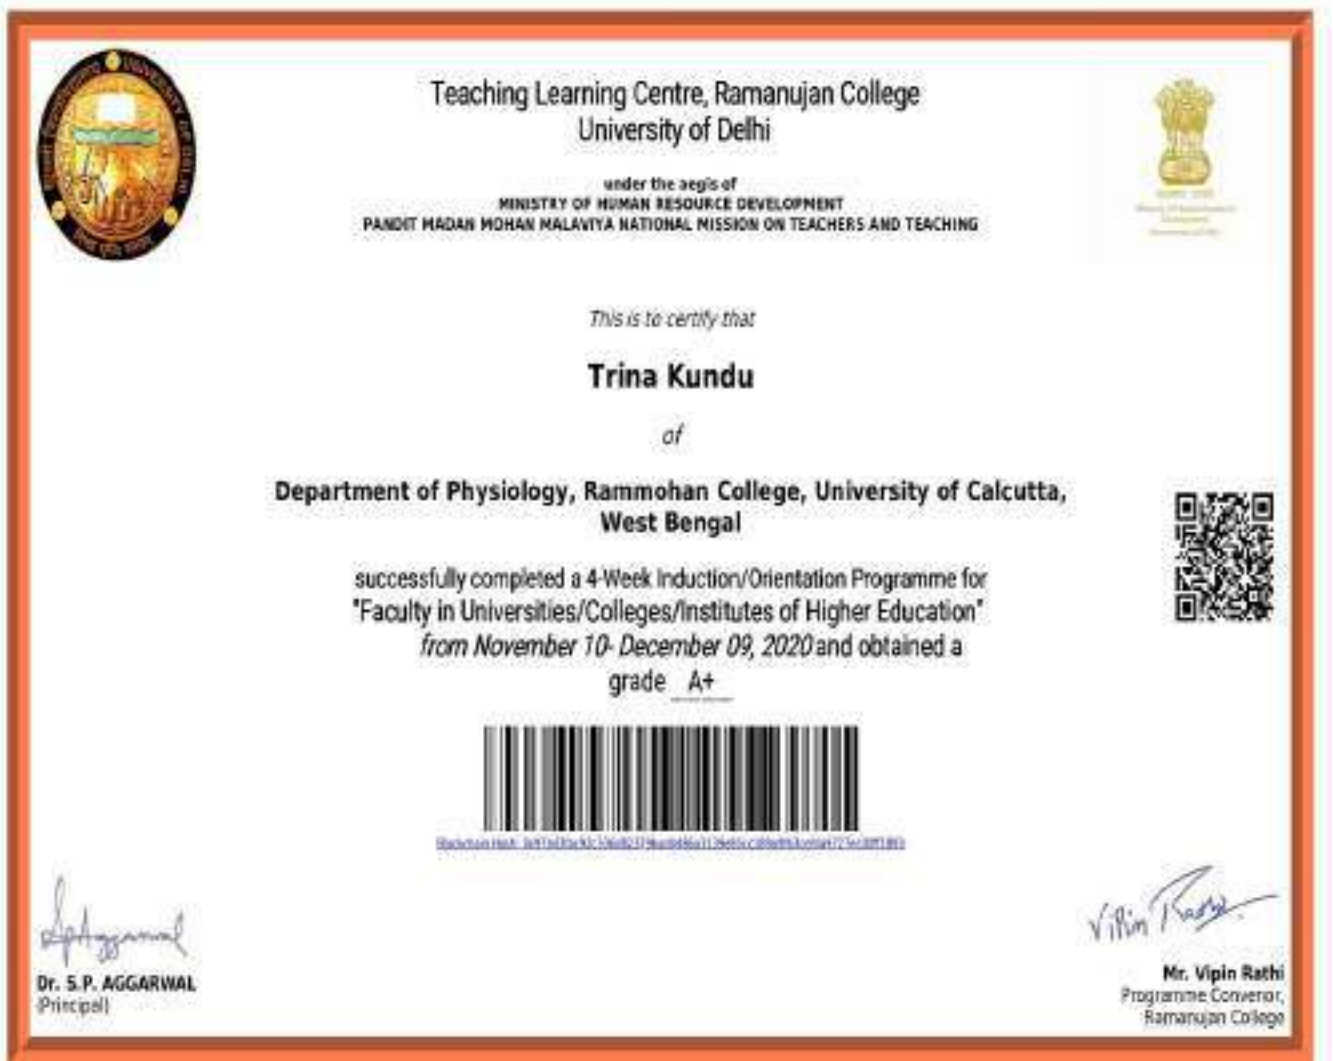 Teaching Learning Centre, Ramanujan College
University of Delhi
under the aegis of
MINISTRY OF HUMAN RESOURCE DEVELOPMENT
PANDIT MADAN MOHAN MALAVIYA NATIONAL MISSION ON TEACHERS AND TEACHING
This is to certify that
Trina Kundu
of
Department of Physiology, Rammohan College, University of Calcutta,
West Bengal
successfully completed a 4-Week Induction/Orientation Programme for
"Faculty in Universities/Colleges/Institutes of Higher Education"
from November 10- December 09, 2020 and obtained a
grade A+
Blockchain Hash:
Dr. S.P. AGGARWAL
(Principal)
Vipin Rathi
Mr. Vipin Rathi
Programme Convenor,
Ramanujan College